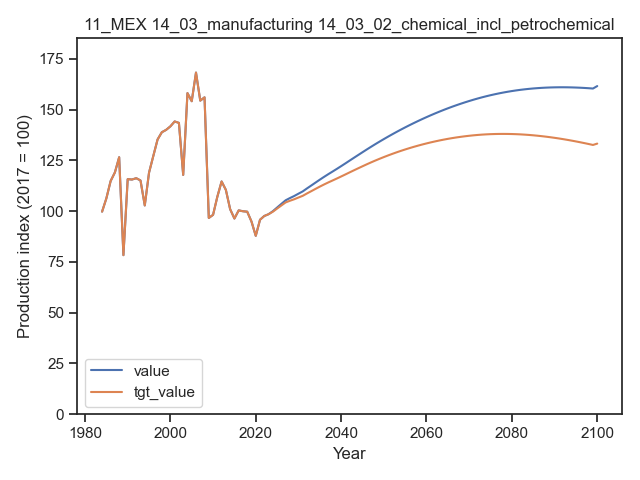 11_MEX 14_03_manufacturing 14_03_02_chemical_incl_petrochemical
Production index (2017 = 100)
175
150
125
100
75
50
25
0
value
tgt_value
1980 2000 2020 2040 2060 2080 2100
Year